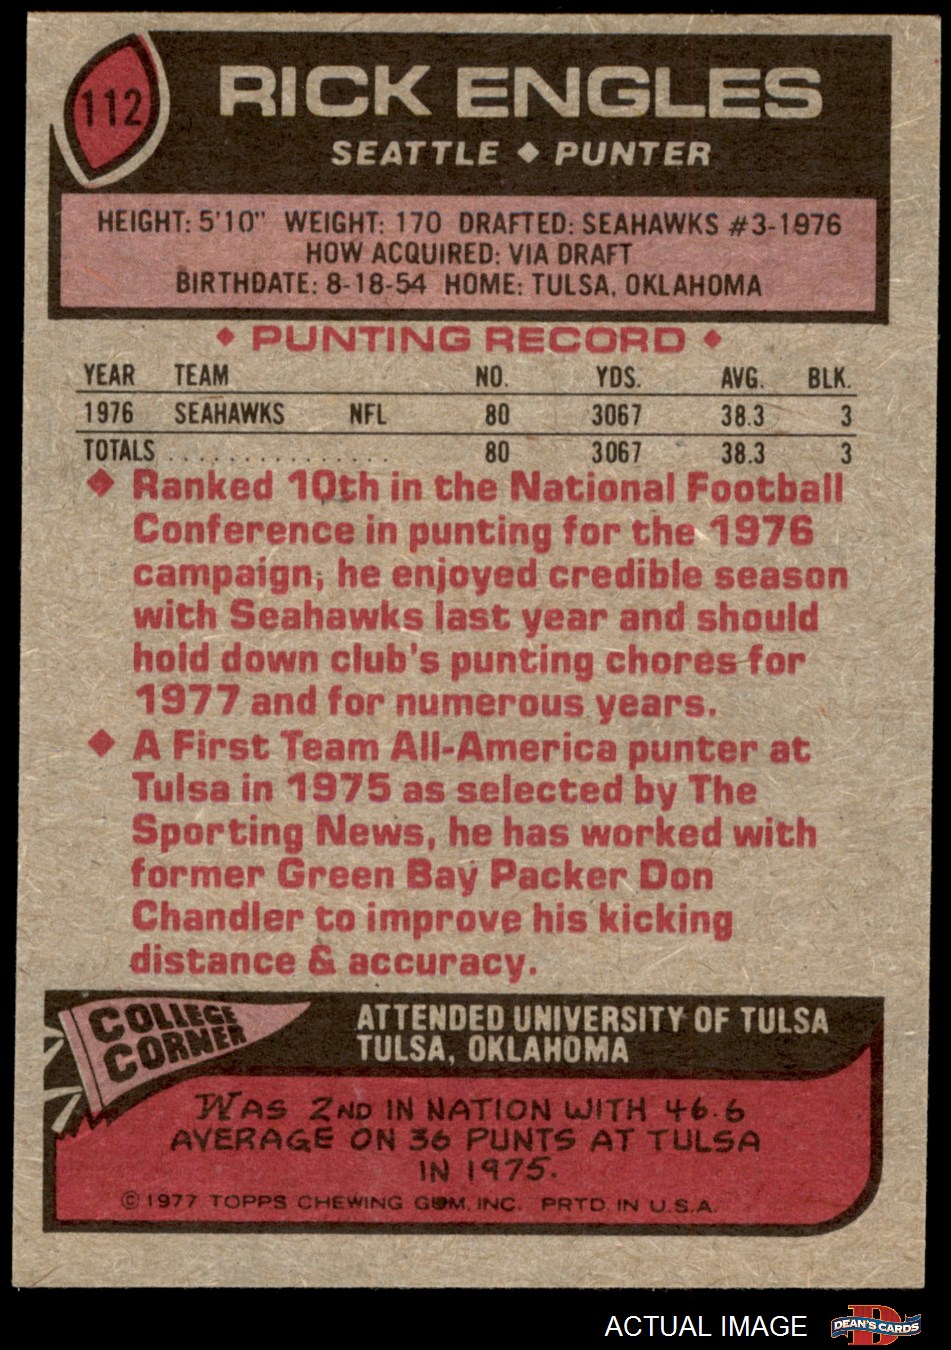 112
RICK ENGLES
SEATTLE ◆ PUNTER
HEIGHT: 5'10" WEIGHT: 170 DRAFTED: SEAHAWKS #3-1976
HOW ACQUIRED: VIA DRAFT
BIRTHDATE: 8-18-54 HOME: TULSA, OKLAHOMA
◆ PUNTING RECORD ◆
YEAR TEAM NO. YDS. AVG. BLK.
1976 SEAHAWKS NFL 80 3067 38.3 3
TOTALS . . . . . . . . . . . . . . . 80 3067 38.3 3
◆ Ranked 10th in the National Football
Conference in punting for the 1976
campaign; he enjoyed credible season
with Seahawks last year and should
hold down club's punting chores for
1977 and for numerous years.
◆ A First Team All-America punter at
Tulsa in 1975 as selected by The
Sporting News, he has worked with
former Green Bay Packer Don
Chandler to improve his kicking
distance & accuracy.
COLLEGE
CORNER
ATTENDED UNIVERSITY OF TULSA
TULSA, OKLAHOMA
WAS 2ND IN NATION WITH 46.6
AVERAGE ON 36 PUNTS AT TULSA
IN 1975.
© 1977 TOPPS CHEWING GUM, INC. PRTD. IN U.S.A.
ACTUAL IMAGE
D
DEAN'S CARDS